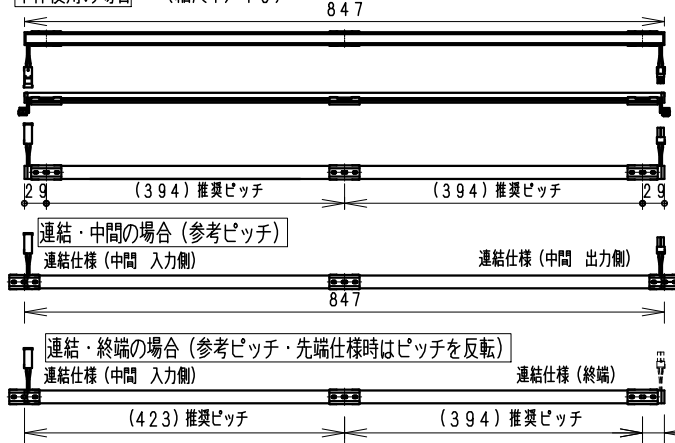 847
29
(394)推奨ピッチ
(394)推奨ピッチ
29
連結・中間の場合(参考ピッチ)
連結仕様(中間 入力側)
連結仕様(中間 出力側)
847
連結・終端の場合(参考ピッチ・先端仕様時はピッチを反転)
連結仕様(中間 入力側)
連結仕様(終端)
(423)推奨ピッチ
(394)推奨ピッチ